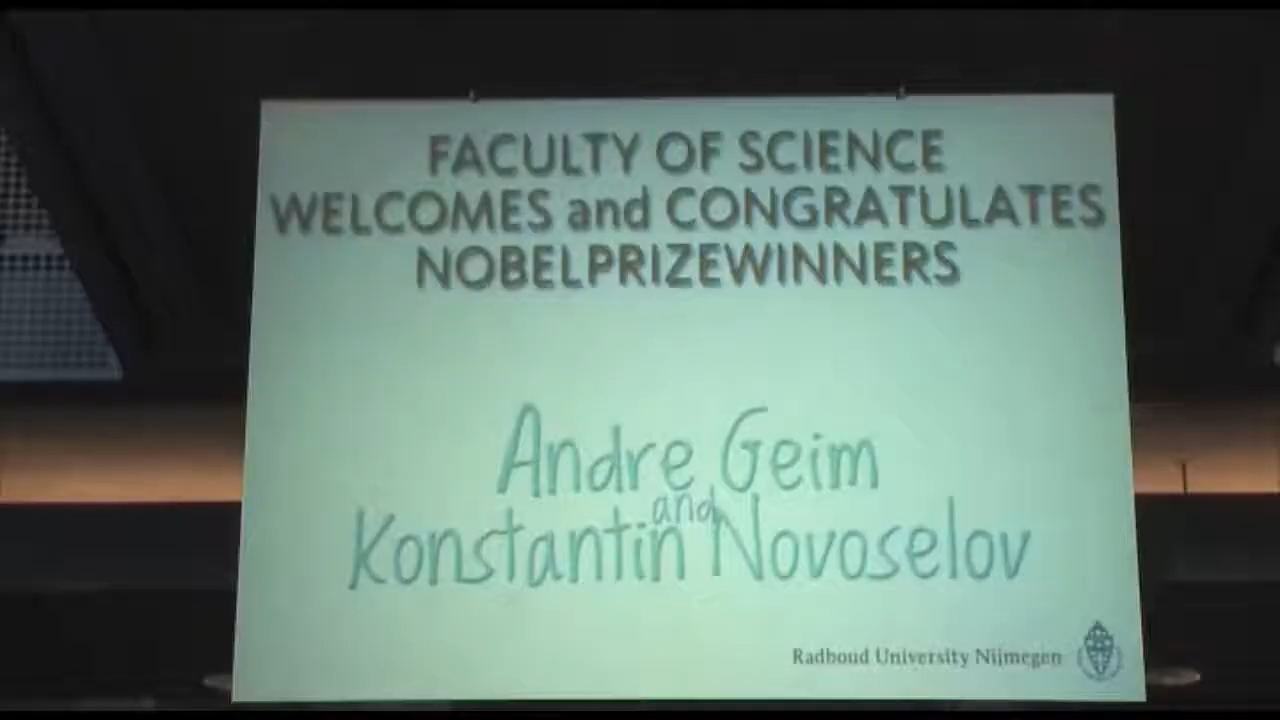 FACULTY OF SCIENCE
WELCOMES and CONGRATULATES
NOBELPRIZEWINNERS
Andre Geim
and
Konstantin Novoselov
Radboud University Nijmegen